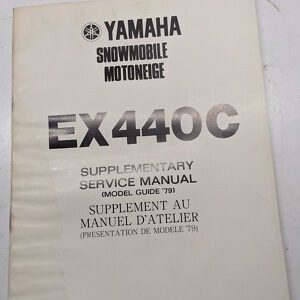 YAMAHA
SNOWMOBILE
MOTONEIGE
EX440C
SUPPLEMENTARY
SERVICE MANUAL
(MODEL GUIDE '79)
SUPPLEMENT AU
MANUEL D'ATELIER
(PRESENTATION DE MODELE '79)